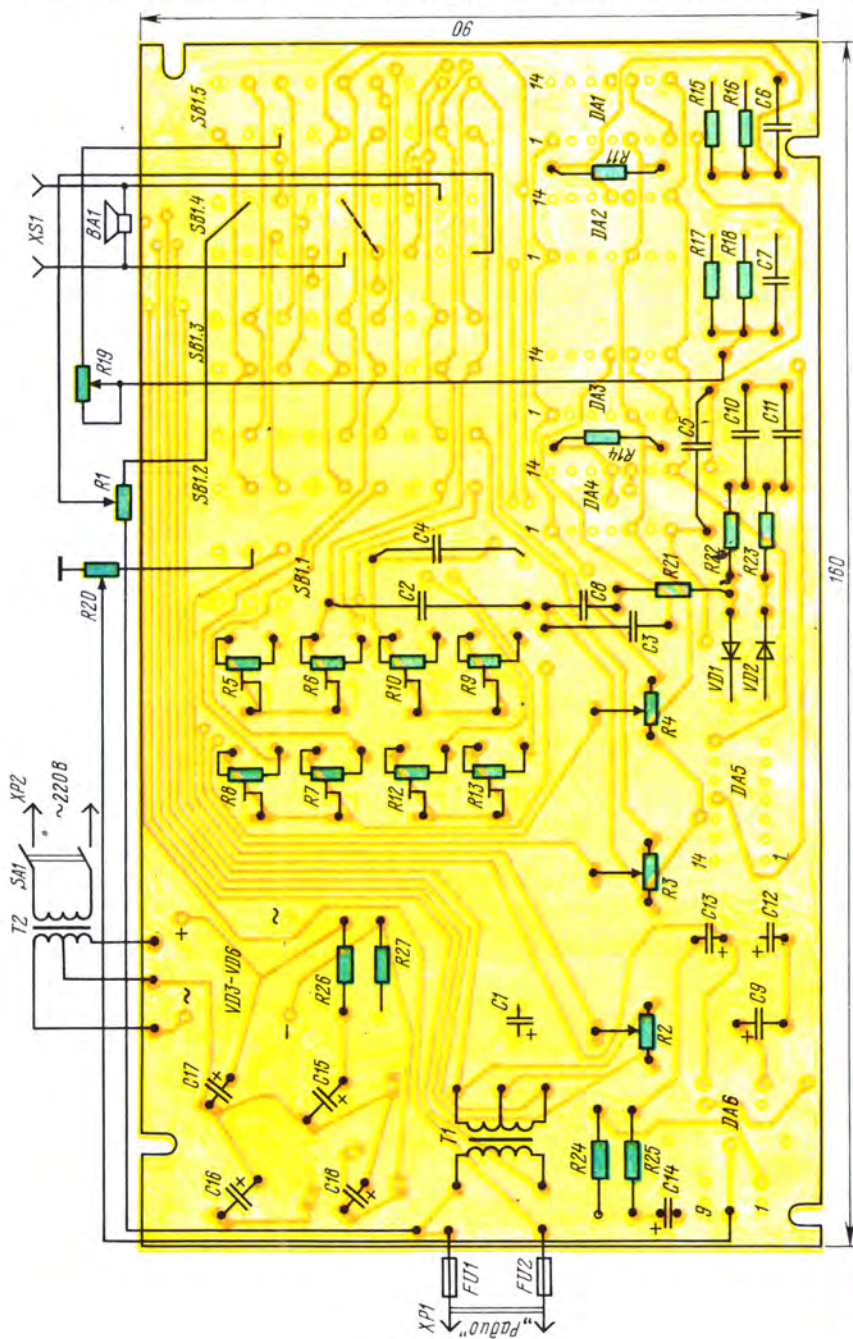 90
160
XS1
BA1
R19
R1
R20
XP2
~220В
SA1
T2
SB1.5
SB1.4
SB1.3
SB1.2
SB1.1
14
DA1
1
R11
14
DA2
1
R15
R16
C6
R17
R18
C7
14
DA3
1
R14
14
DA4
1
C5
C10
C11
R22
R23
R21
C4
C2
C8
C3
VD1
VD2
R5
R6
R10
R9
R8
R7
R12
R13
R4
R3
R2
DA5
14
1
C13
C12
C9
+
~
~
–
VD3-VD6
R26
R27
C17
C15
C16
C18
C1
T1
R24
R25
C14
DA6
9
1
FU1
FU2
XP1
„Радио"